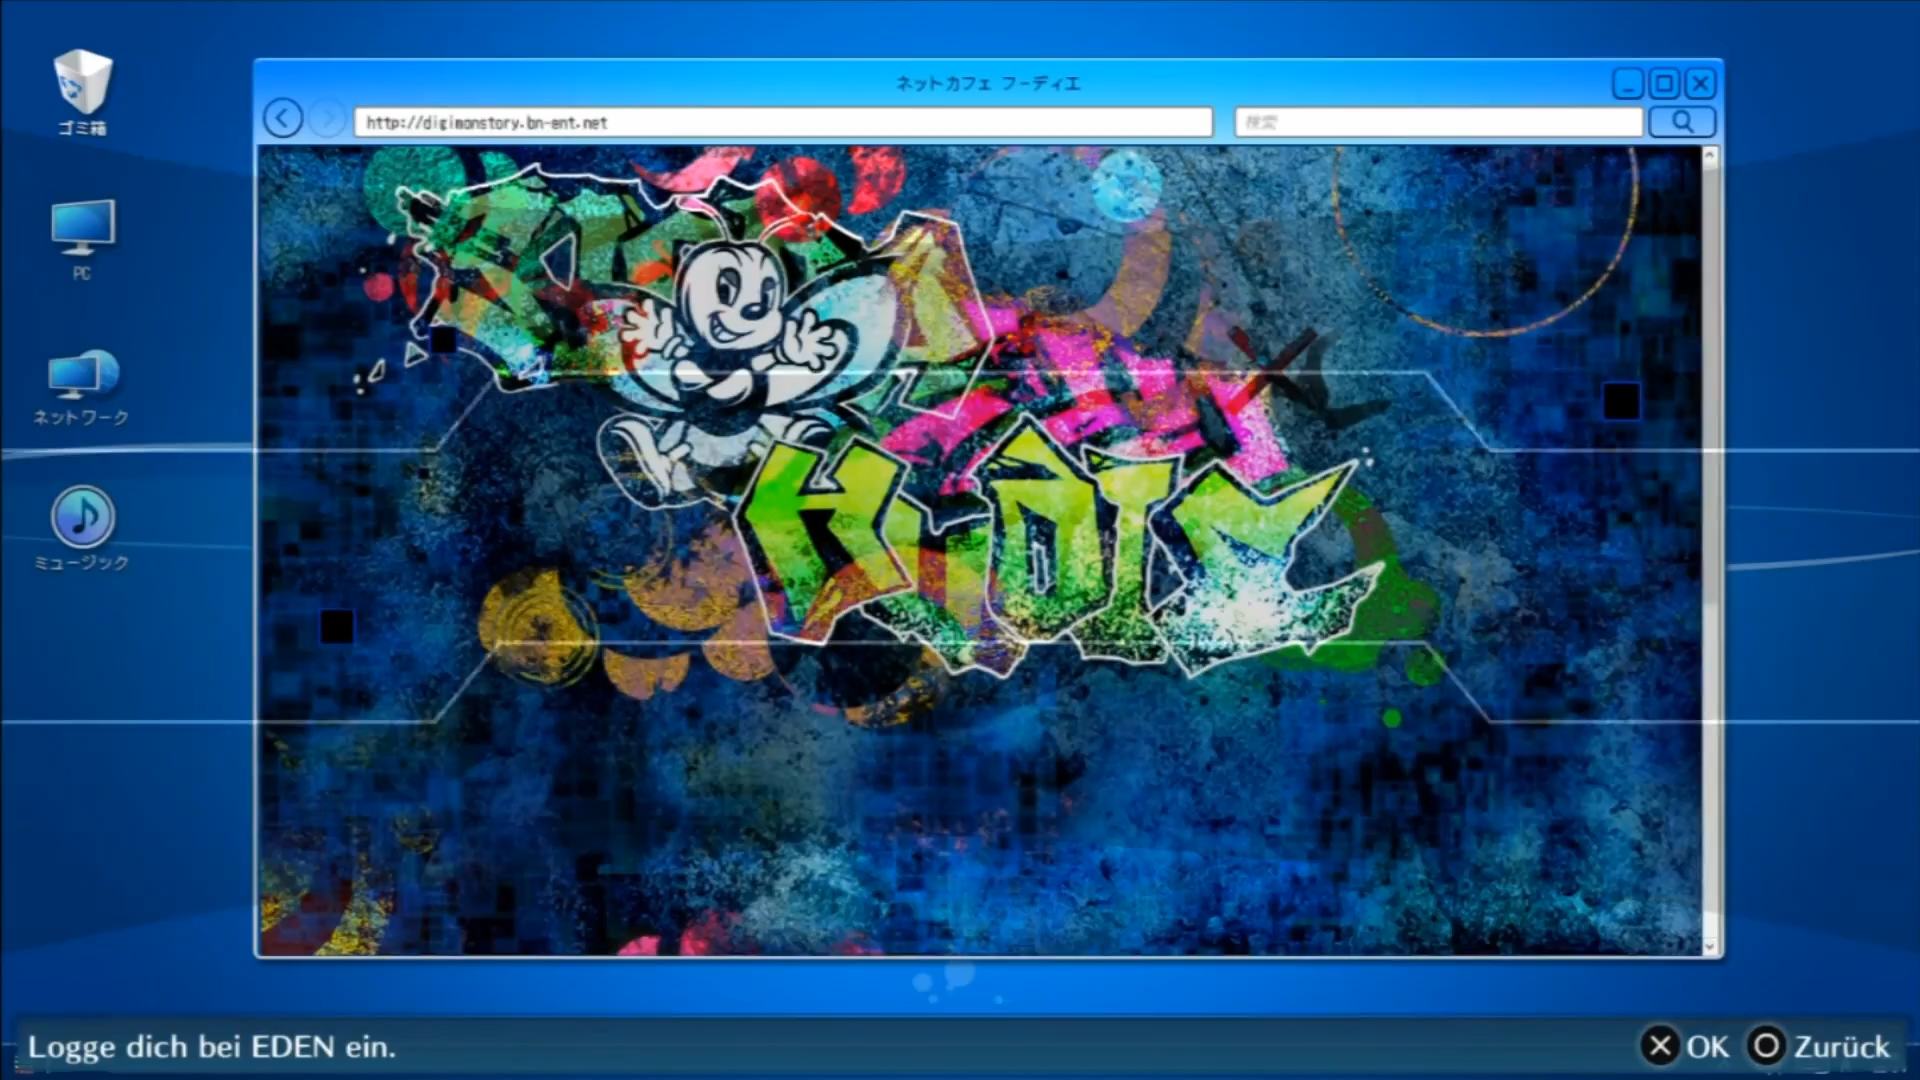 ネットカフェ フーディエ
http://digimonstory.bn-ent.net
検索
ゴミ箱
PC
ネットワーク
ミュージック
Logge dich bei EDEN ein.
OK
Zurück